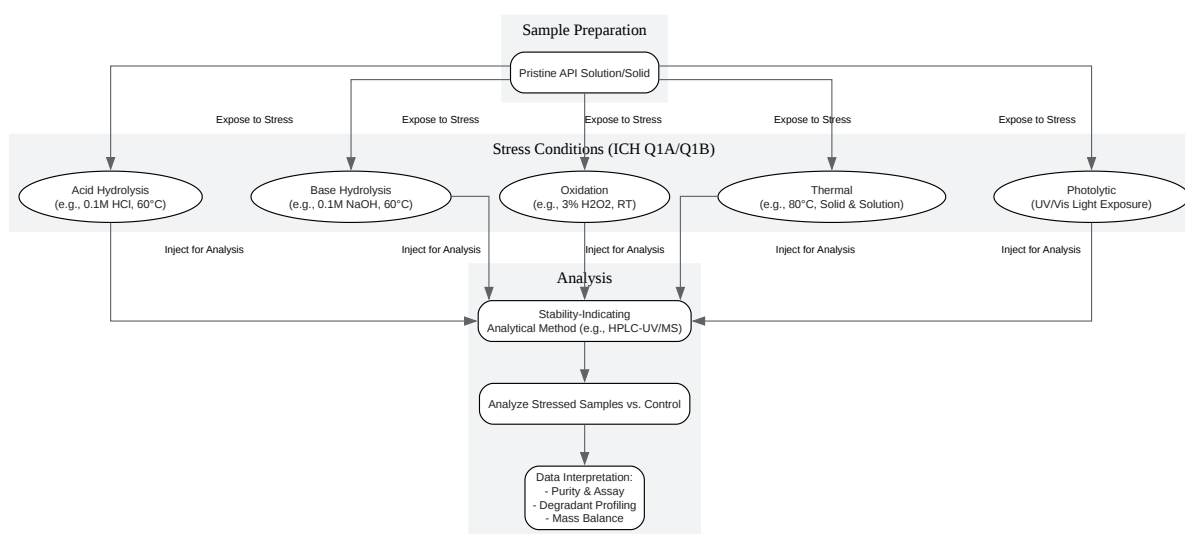 Sample Preparation
Pristine API Solution/Solid
Expose to Stress
Expose to Stress
Expose to Stress
Expose to Stress
Expose to Stress
Stress Conditions (ICH Q1A/Q1B)
Acid Hydrolysis
(e.g., 0.1M HCl, 60°C)
Base Hydrolysis
(e.g., 0.1M NaOH, 60°C)
Oxidation
(e.g., 3% H2O2, RT)
Thermal
(e.g., 80°C, Solid & Solution)
Photolytic
(UV/Vis Light Exposure)
Inject for Analysis
Inject for Analysis
Inject for Analysis
Inject for Analysis
Inject for Analysis
Analysis
Stability-Indicating
Analytical Method (e.g., HPLC-UV/MS)
Analyze Stressed Samples vs. Control
Data Interpretation:
- Purity & Assay
- Degradant Profiling
- Mass Balance